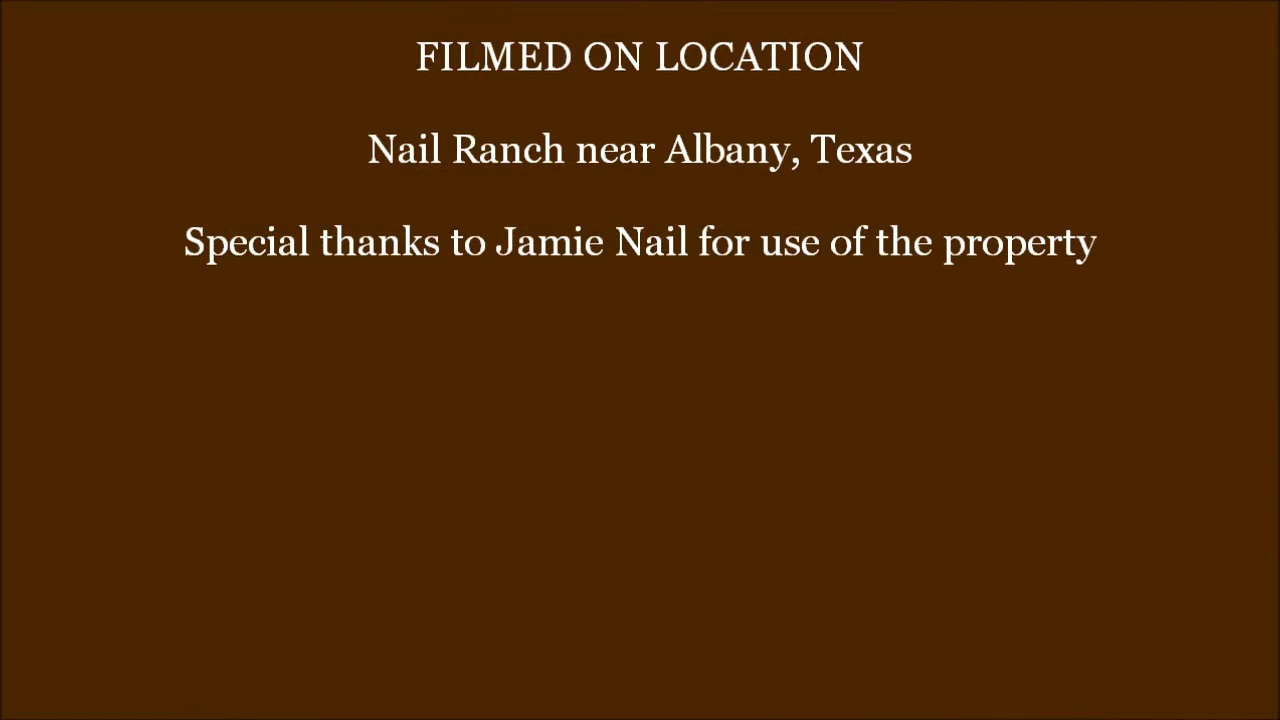 FILMED ON LOCATION
Nail Ranch near Albany, Texas
Special thanks to Jamie Nail for use of the property